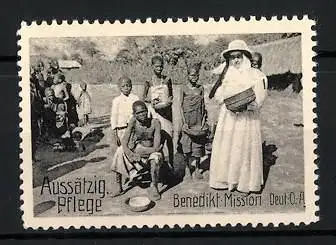 Aussätzig.
Pflege
Benedikt. Mission Deut.O.A.